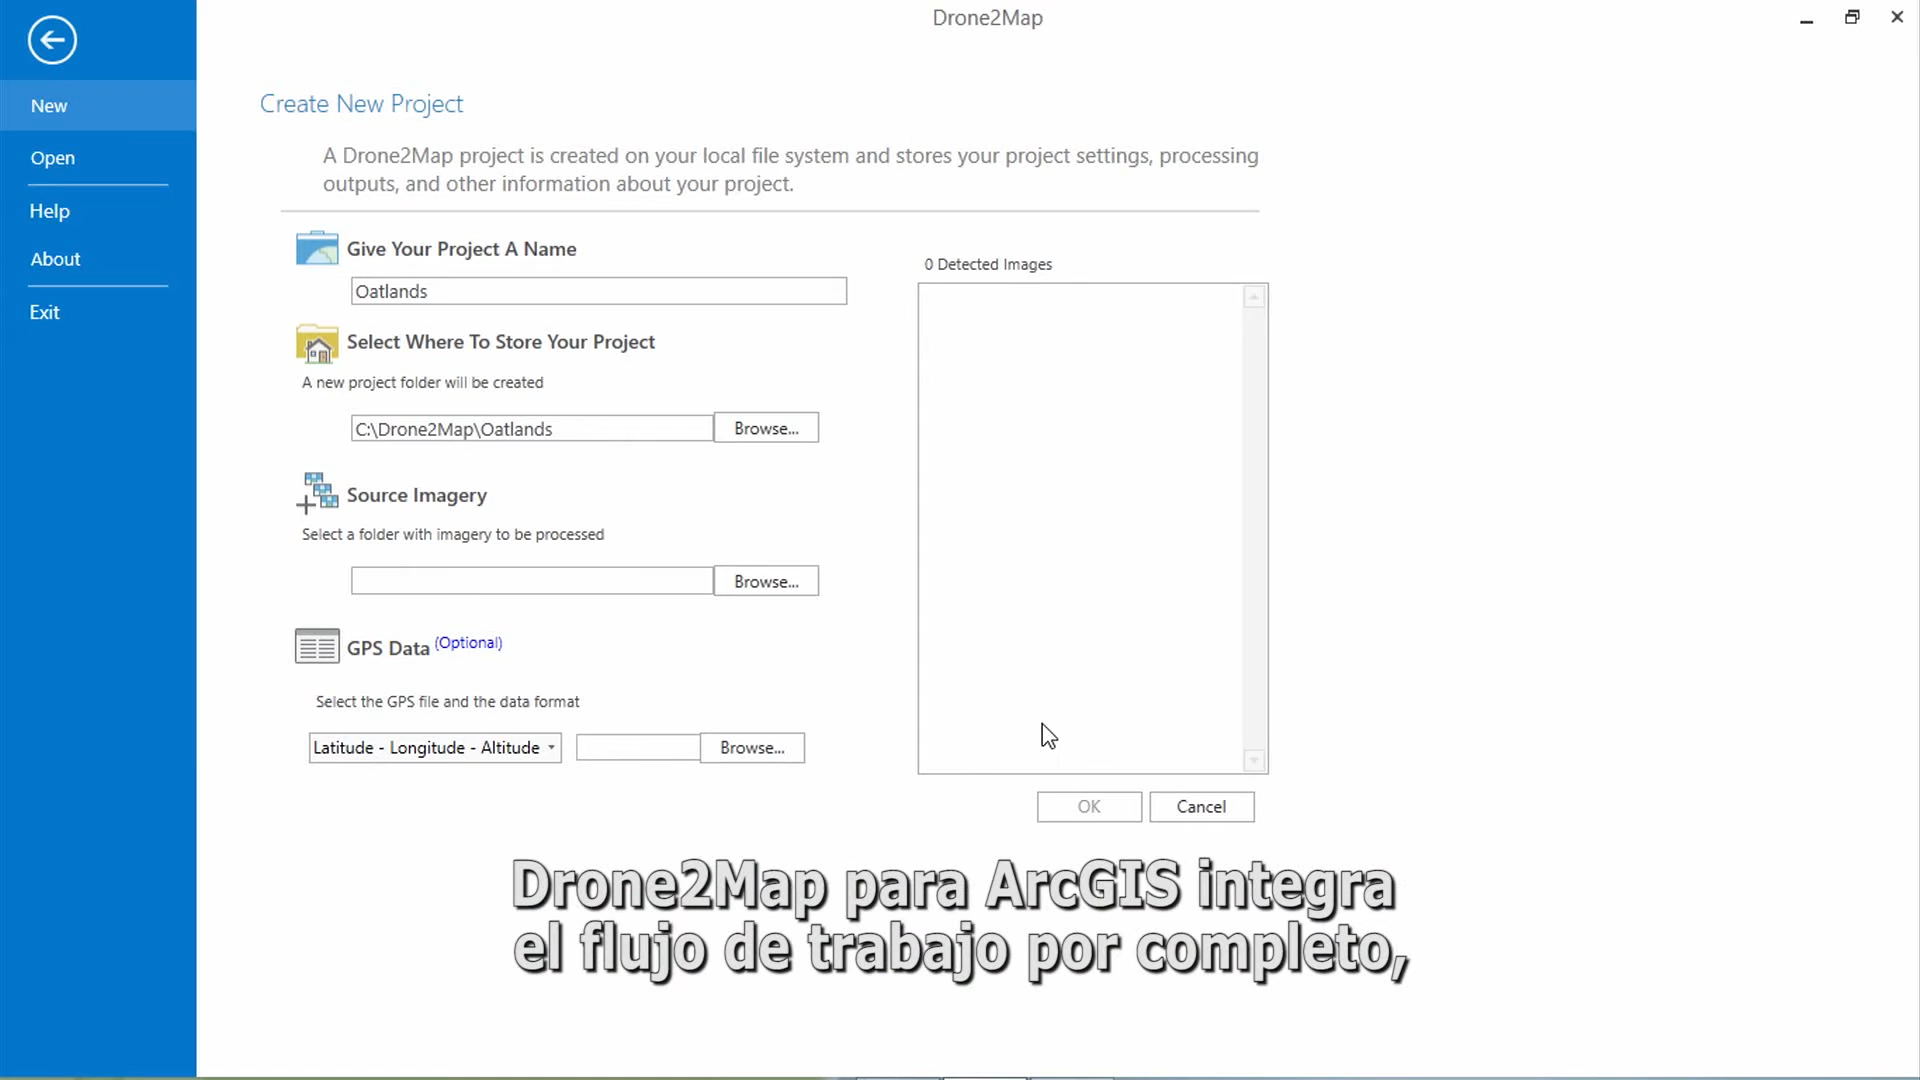 Drone2Map
New
Open
Help
About
Exit
Create New Project
A Drone2Map project is created on your local file system and stores your project settings, processing
outputs, and other information about your project.
Give Your Project A Name
Oatlands
Select Where To Store Your Project
A new project folder will be created
C:\Drone2Map\Oatlands
Browse...
Source Imagery
Select a folder with imagery to be processed
Browse...
GPS Data (Optional)
Select the GPS file and the data format
Latitude - Longitude - Altitude
Browse...
0 Detected Images
OK
Cancel
Drone2Map para ArcGIS integra
el flujo de trabajo por completo,